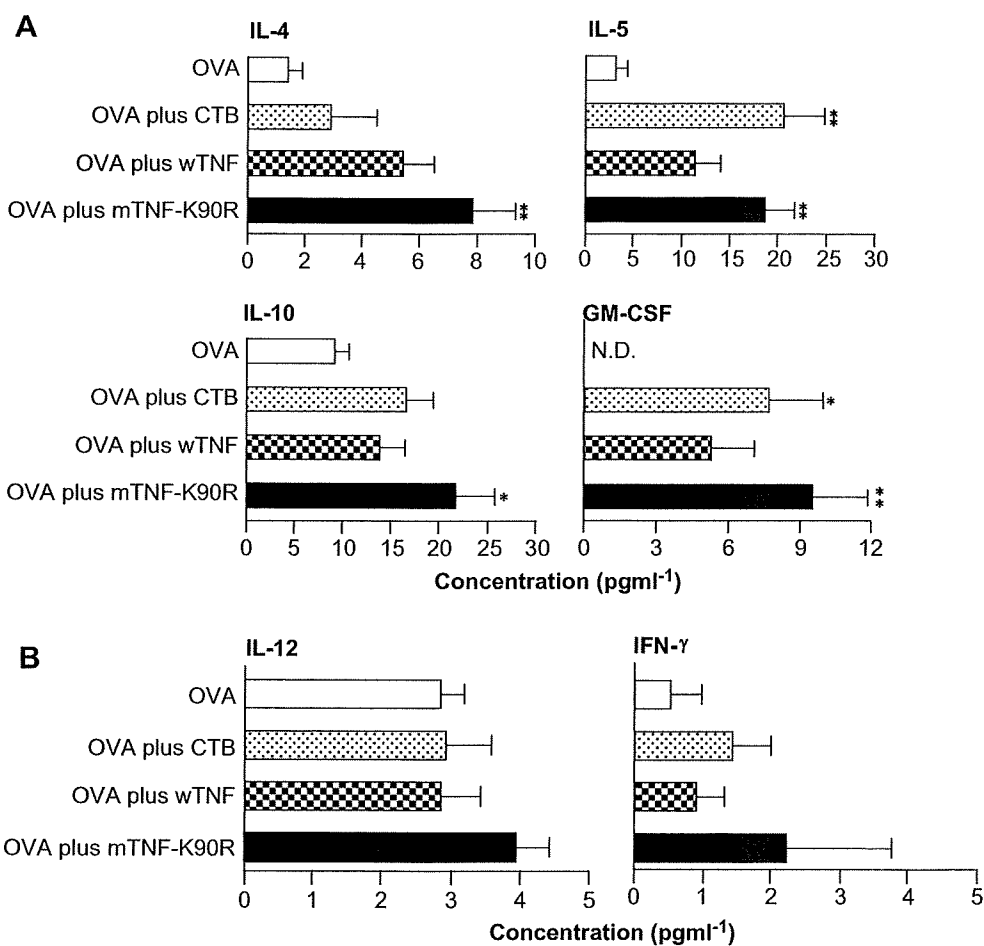 A
IL-4
OVA
OVA plus CTB
OVA plus wTNF
OVA plus mTNF-K90R
**
0 2 4 6 8 10
IL-5
**
**
0 5 10 15 20 25 30
IL-10
OVA
OVA plus CTB
OVA plus wTNF
OVA plus mTNF-K90R
*
0 5 10 15 20 25 30
GM-CSF
N.D.
*
**
0 3 6 9 12
Concentration (pgml-1)
B
IL-12
OVA
OVA plus CTB
OVA plus wTNF
OVA plus mTNF-K90R
0 1 2 3 4 5
IFN-γ
0 1 2 3 4 5
Concentration (pgml-1)